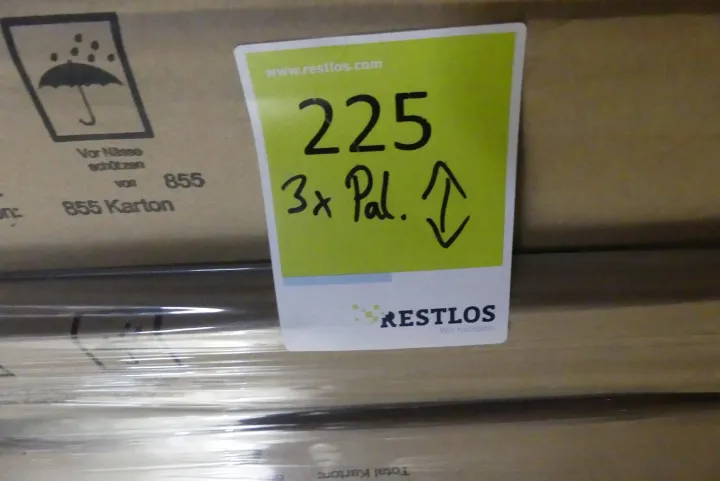 www.restlos.com
225
3x Pal.
RESTLOS
Vor Nässe
schützen
von 855
855 Karton
Total Karton: